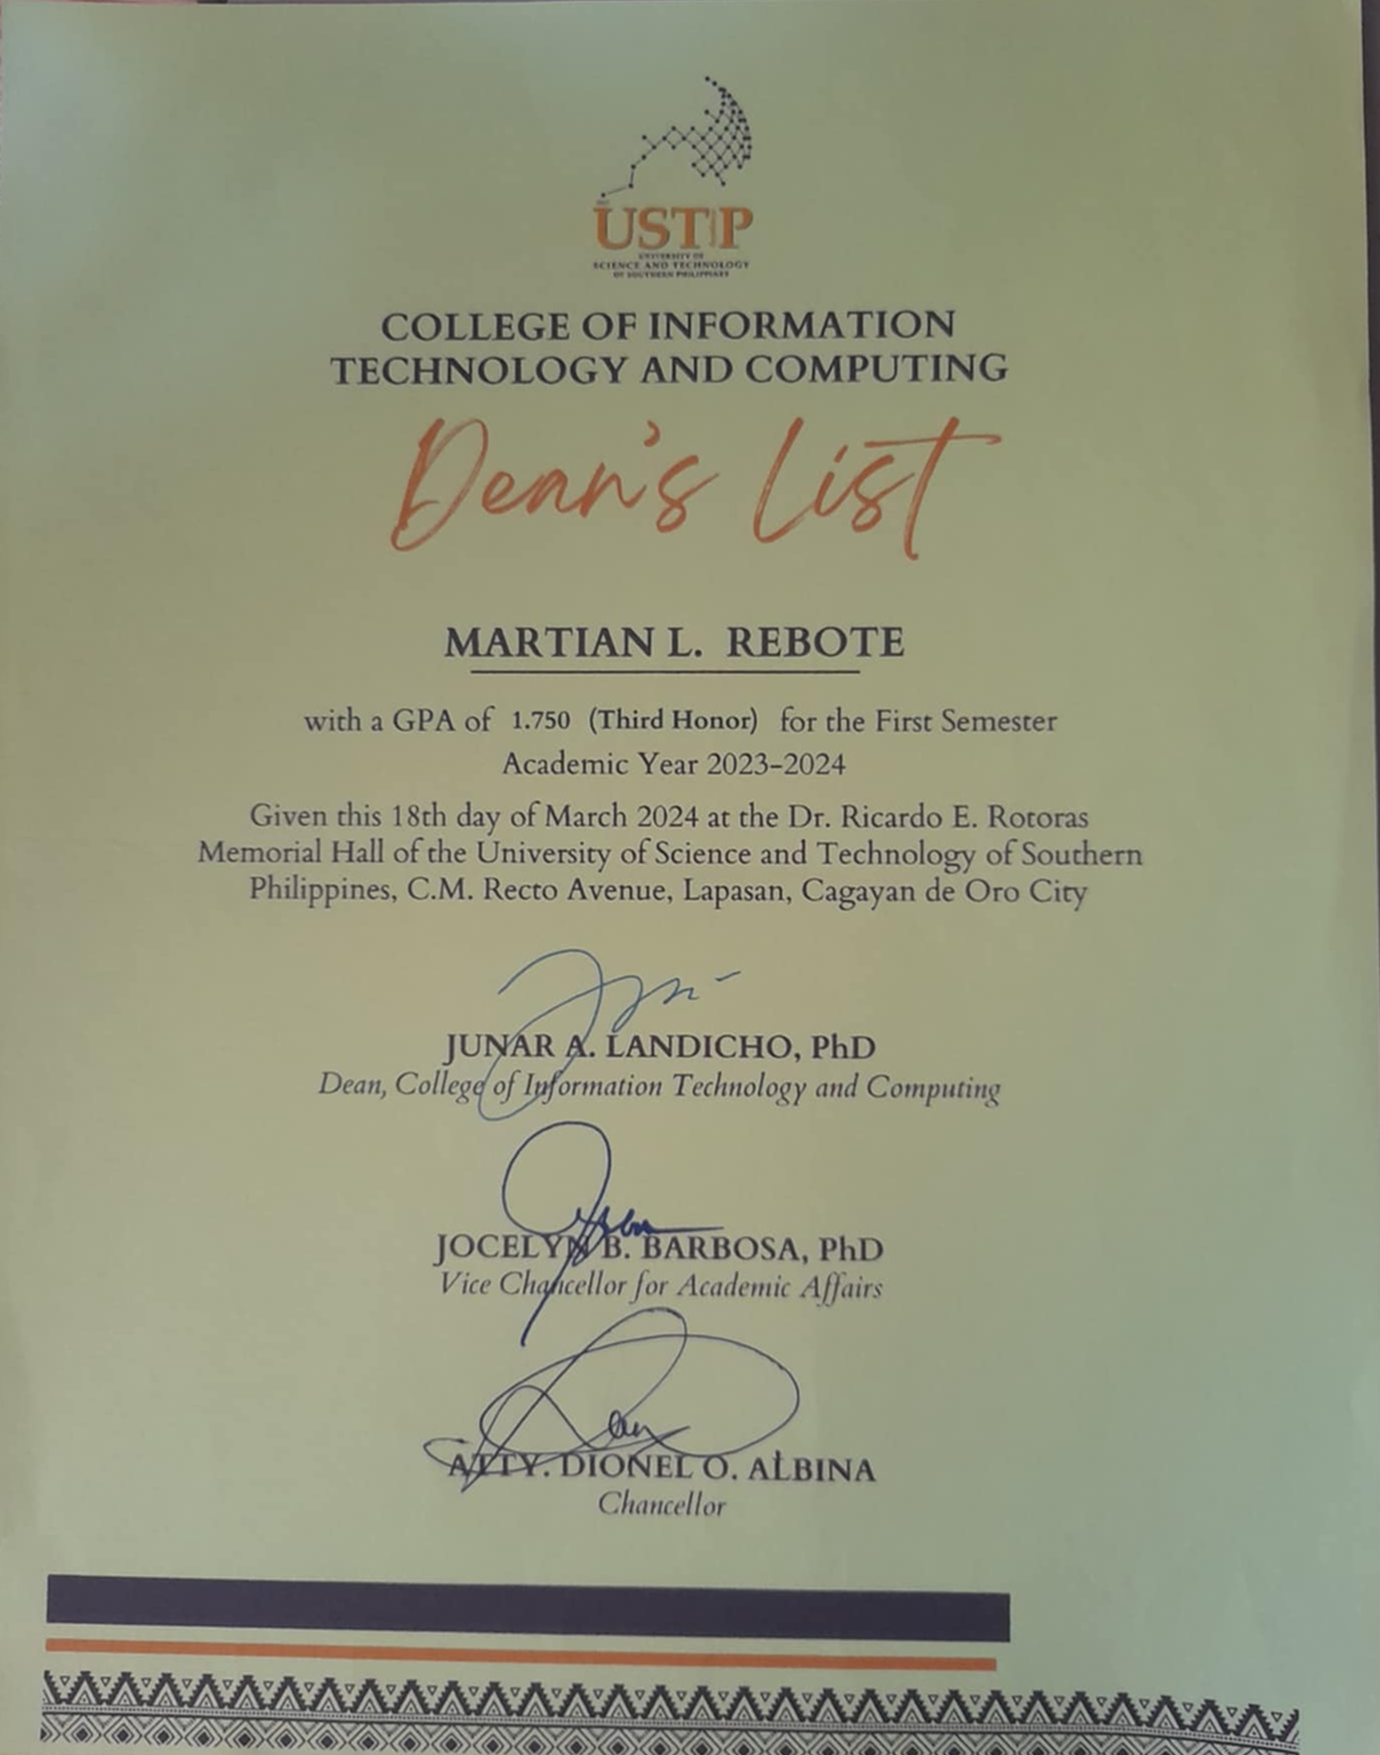 USTP
UNIVERSITY OF
SCIENCE AND TECHNOLOGY
OF SOUTHERN PHILIPPINES
COLLEGE OF INFORMATION
TECHNOLOGY AND COMPUTING
Dean's List
MARTIAN L. REBOTE
with a GPA of 1.750 (Third Honor) for the First Semester
Academic Year 2023-2024
Given this 18th day of March 2024 at the Dr. Ricardo E. Rotoras
Memorial Hall of the University of Science and Technology of Southern
Philippines, C.M. Recto Avenue, Lapasan, Cagayan de Oro City
JUNAR A. LANDICHO, PhD
Dean, College of Information Technology and Computing
JOCELYN B. BARBOSA, PhD
Vice Chancellor for Academic Affairs
ATTY. DIONEL O. ALBINA
Chancellor